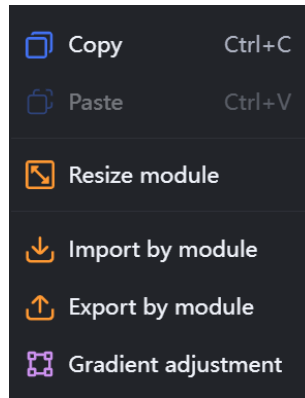 Copy Ctrl+C
Paste Ctrl+V
Resize module
Import by module
Export by module
Gradient adjustment